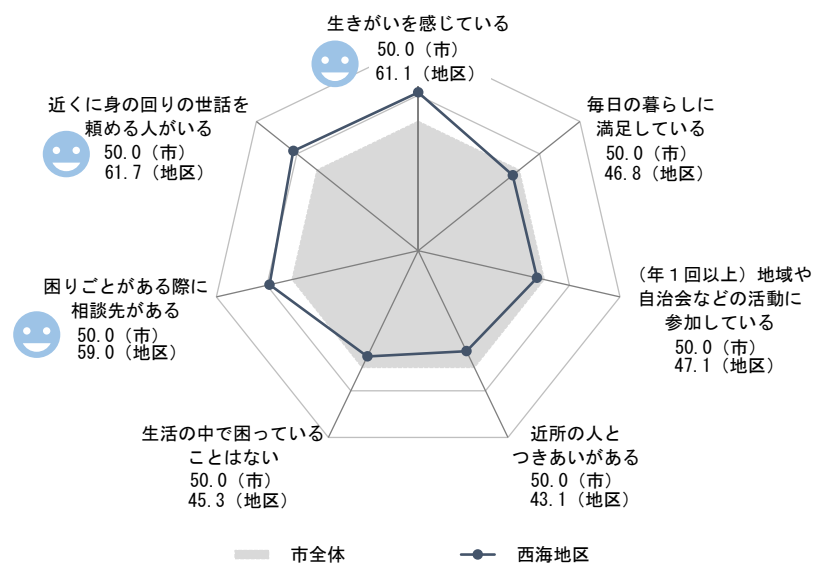 生きがいを感じている
50.0（市）
61.1（地区）
毎日の暮らしに
満足している
50.0（市）
46.8（地区）
（年１回以上）地域や
自治会などの活動に
参加している
50.0（市）
47.1（地区）
近所の人と
つきあいがある
50.0（市）
43.1（地区）
生活の中で困っている
ことはない
50.0（市）
45.3（地区）
困りごとがある際に
相談先がある
50.0（市）
59.0（地区）
近くに身の回りの世話を
頼める人がいる
50.0（市）
61.7（地区）
市全体
西海地区